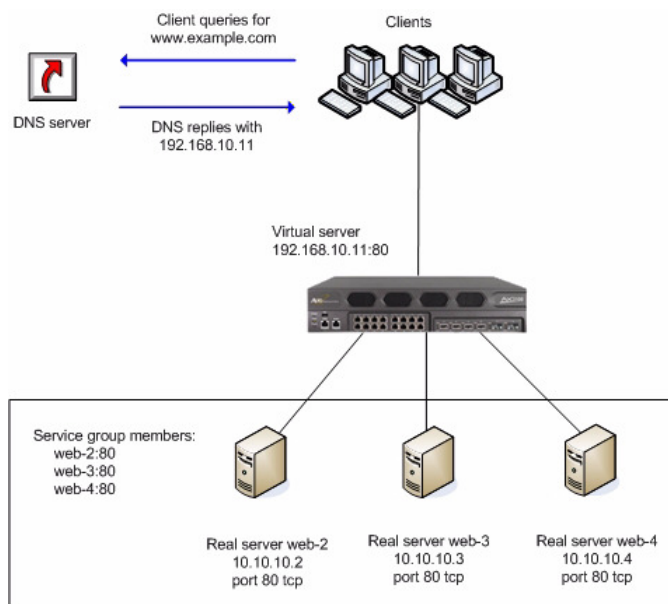 Client queries for
www.example.com
Clients
DNS server
DNS replies with
192.168.10.11
Virtual server
192.168.10.11:80
Service group members:
web-2:80
web-3:80
web-4:80
Real server web-2
10.10.10.2
port 80 tcp
Real server web-3
10.10.10.3
port 80 tcp
Real server web-4
10.10.10.4
port 80 tcp